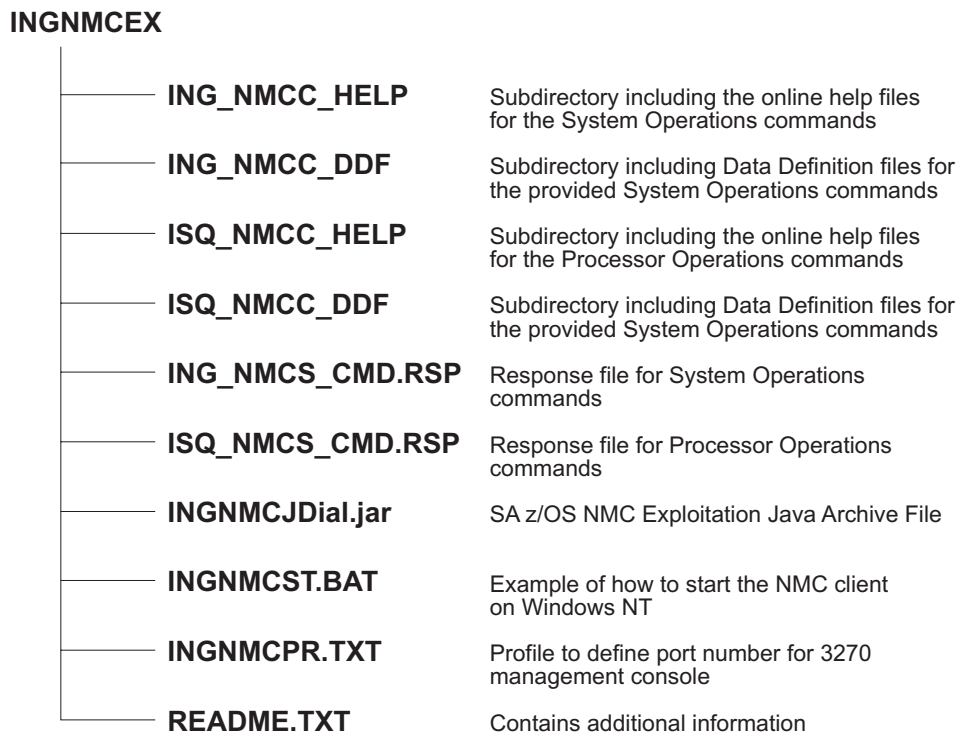 INGNMCEX
ING_NMCC_HELP Subdirectory including the online help files
for the System Operations commands
ING_NMCC_DDF Subdirectory including Data Definition files for
the provided System Operations commands
ISQ_NMCC_HELP Subdirectory including the online help files
for the Processor Operations commands
ISQ_NMCC_DDF Subdirectory including Data Definition files for
the provided System Operations commands
ING_NMCS_CMD.RSP Response file for System Operations
commands
ISQ_NMCS_CMD.RSP Response file for Processor Operations
commands
INGNMCJDial.jar SA z/OS NMC Exploitation Java Archive File
INGNMCST.BAT Example of how to start the NMC client
on Windows NT
INGNMCPR.TXT Profile to define port number for 3270
management console
README.TXT Contains additional information